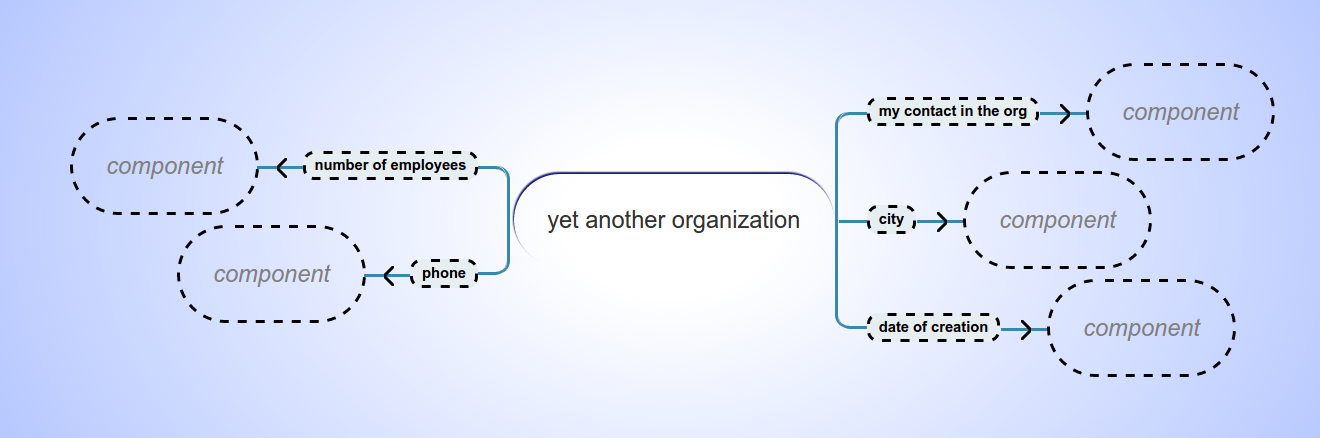 component
number of employees
component
phone
yet another organization
my contact in the org
component
city
component
date of creation
component